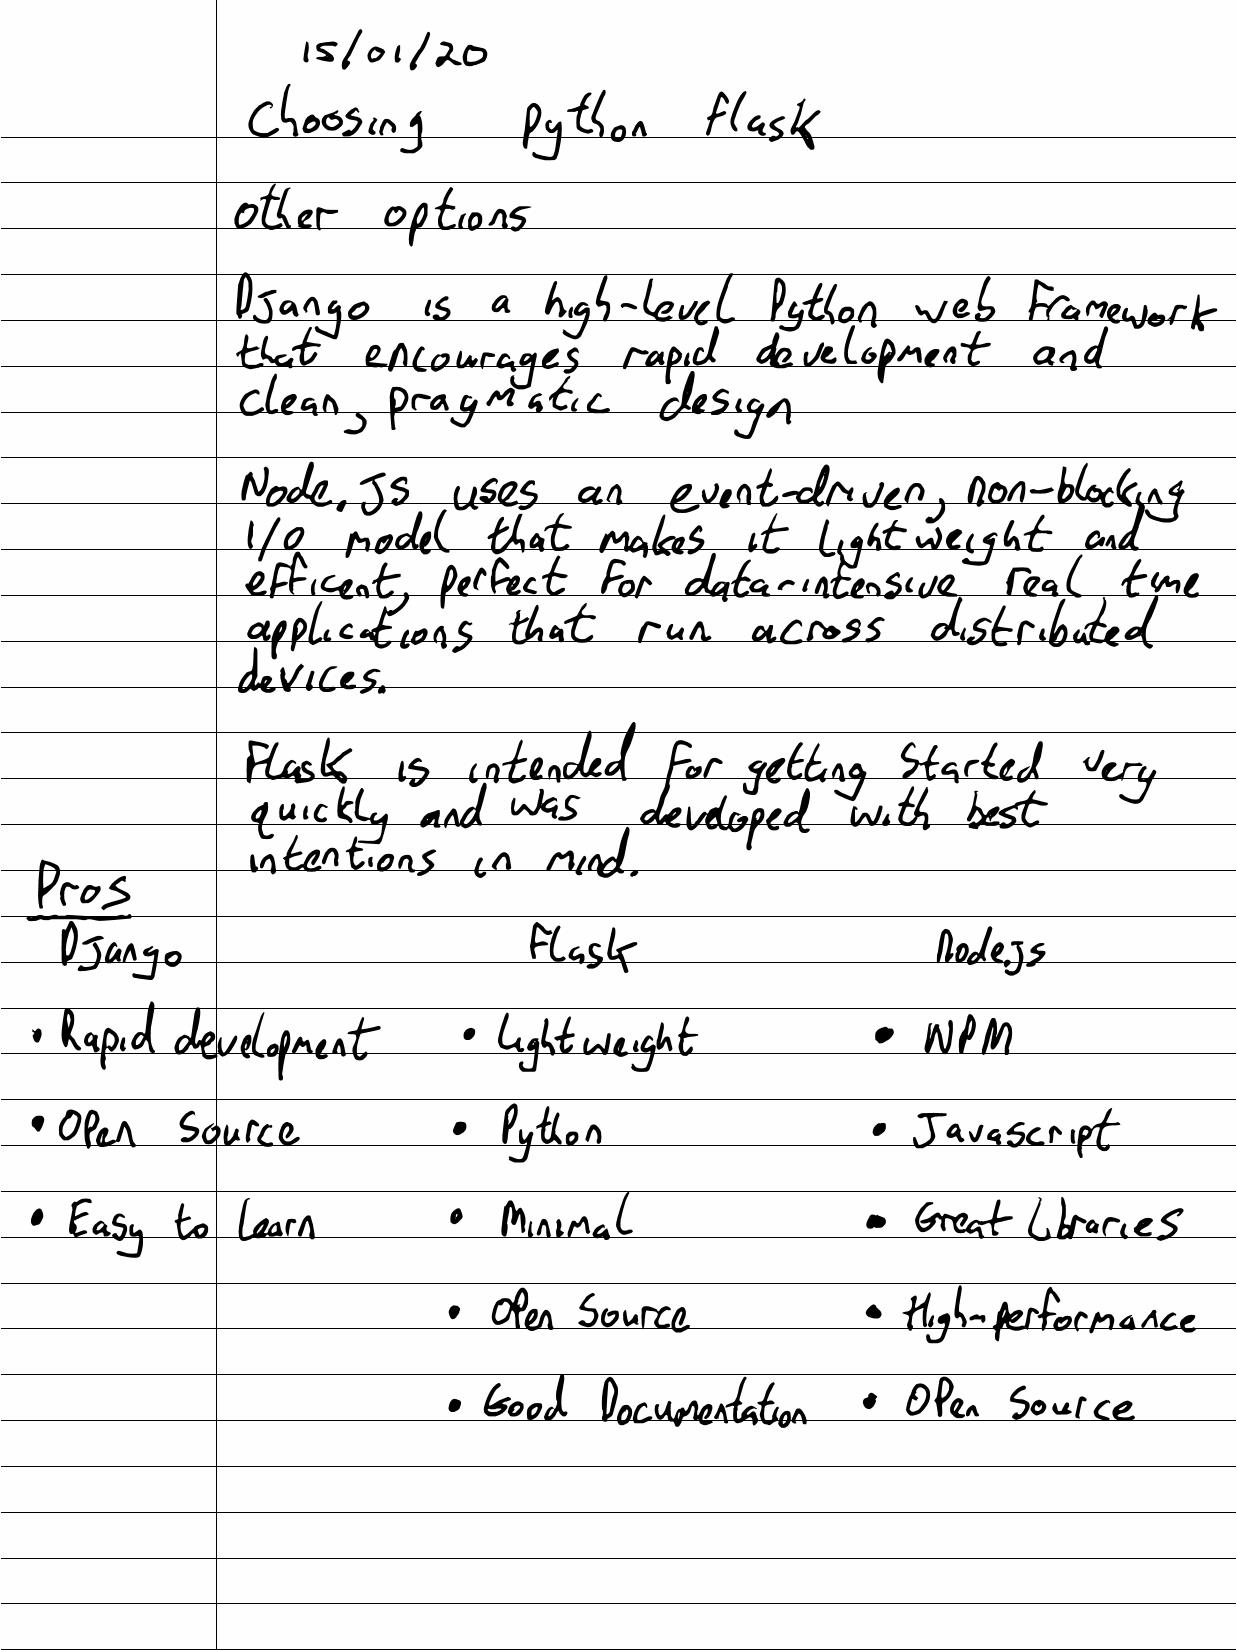 15/01/20
Choosing Python Flask
other options
Django is a high-level Python web Framework
that encourages rapid development and
clean, pragmatic design
Node.JS uses an event-driven, non-blocking
I/O model that makes it lightweight and
efficent, perfect for data-intensive real time
applications that run across distributed
devices.
Flask is intended for getting Started very
quickly and was developed with best
intentions in mind.
Pros
Django Flask Node.js
• Rapid development • Lightweight • NPM
• Open Source • Python • Javascript
• Easy to learn • Minimal • Great Libraries
• Open Source • High-performance
• Good Documentation • Open Source